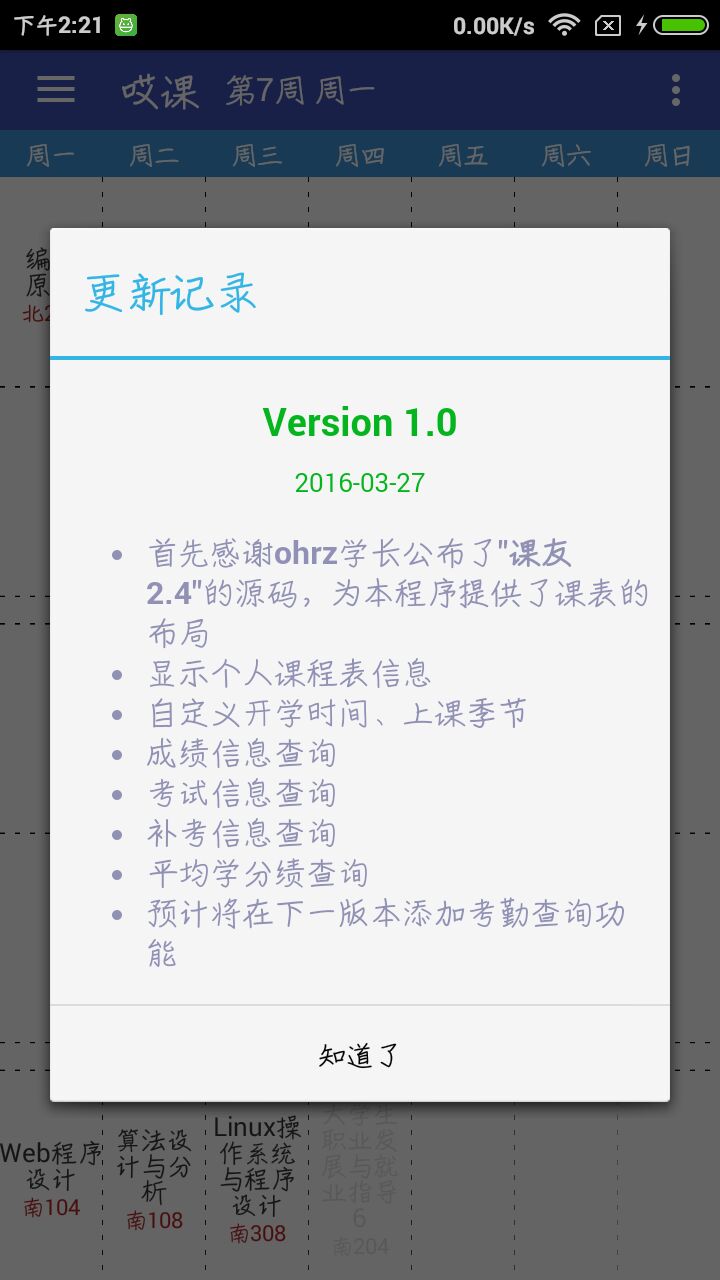 下午2:21
0.00K/s
哎课 第7周 周一
周一 周二 周三 周四 周五 周六 周日
编
原
北2
更新记录
Version 1.0
2016-03-27
首先感谢ohrz学长公布了"课友
2.4"的源码，为本程序提供了课表的
布局
显示个人课程表信息
自定义开学时间、上课季节
成绩信息查询
考试信息查询
补考信息查询
平均学分绩查询
预计将在下一版本添加考勤查询功
能
知道了
Web程序
设计
南104
算法设
计与分
析
南108
Linux操
作系统
与程序
设计
南308
大学生
职业发
展与就
业指导
6
南204